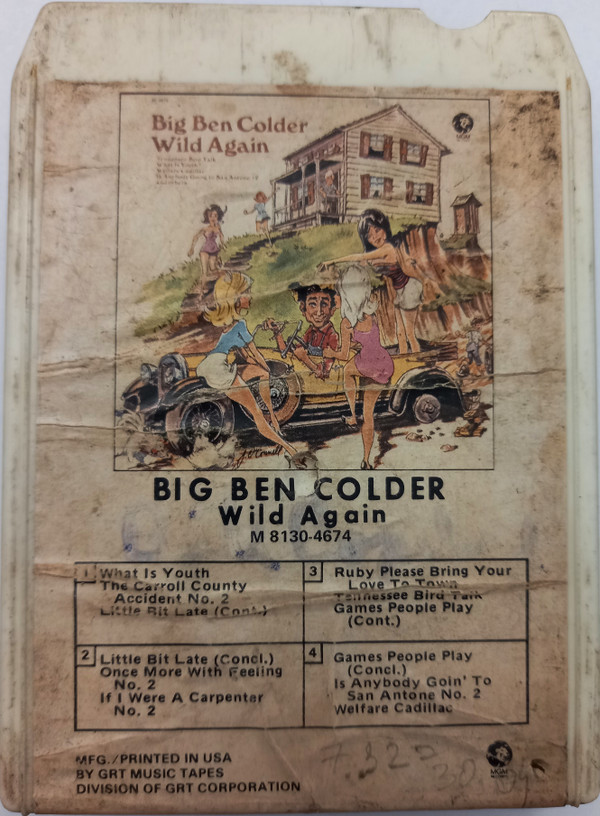 Big Ben Colder
Wild Again
MGM
J. O'Connell
BIG BEN COLDER
Wild Again
M 8130-4674
1 What Is Youth
The Carroll County
Accident No. 2
Little Bit Late (Cont.)
2 Little Bit Late (Concl.)
Once More With Feeling
No. 2
If I Were A Carpenter
No. 2
3 Ruby Please Bring Your
Love To Town
Tennessee Bird Talk
Games People Play
(Cont.)
4 Games People Play
(Concl.)
Is Anybody Goin' To
San Antone No. 2
Welfare Cadillac
MFG./PRINTED IN USA
BY GRT MUSIC TAPES
DIVISION OF GRT CORPORATION
MGM